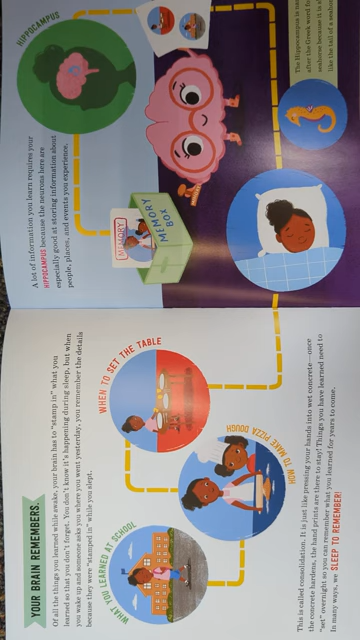 YOUR BRAIN REMEMBERS.
Of all the things you learned while awake, your brain has to "stamp in" what you
learned so that you don't forget. You don't know it's happening during sleep, but when
you wake up and someone asks you where you went yesterday, you remember the details
because they were "stamped in" while you slept.
WHAT YOU LEARNED AT SCHOOL
HOW TO MAKE PIZZA DOUGH
WHEN TO SET THE TABLE
This is called consolidation. It is just like pressing your hands into wet concrete—once
the concrete hardens, the hand prints are there to stay! Things you have learned need to
"set" overnight so you can remember what you learned for years to come.
In many ways, we SLEEP TO REMEMBER!
A lot of information you learn requires your
HIPPOCAMPUS because the neurons here are
especially good at storing information about
people, places, and events you experience.
HIPPOCAMPUS
MEMORY
MEMORY
BOX
The Hippocampus is
after the Greek word
seahorse because it is
like the tail of a